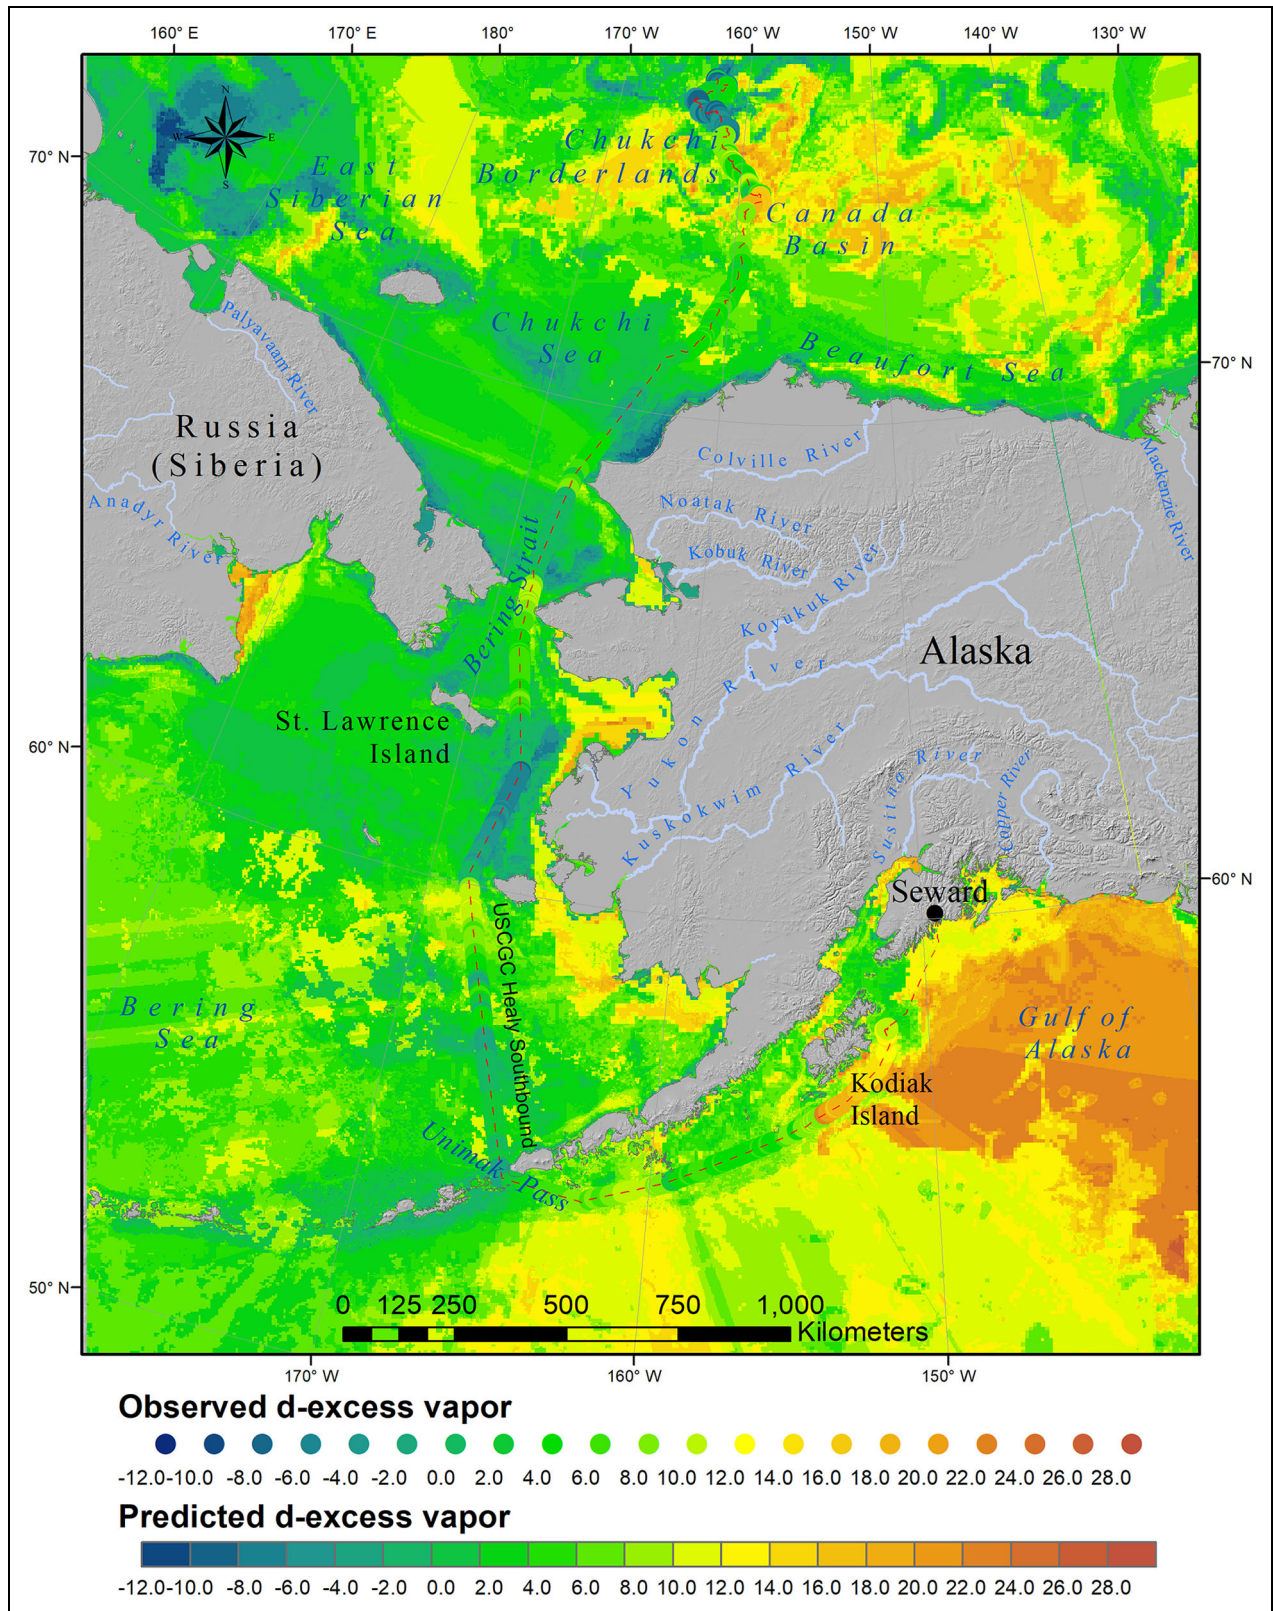 160° E 170° E 180° 170° W 160° W 150° W 140° W 130° W
N
W E
S
70° N
70° N
Chukchi
Borderlands
East
Siberian
Sea
Canada
Basin
Palyavaam River
Chukchi
Sea
Beaufort Sea
Russia
(Siberia)
Colville River
Mackenzie River
Anadyr River
Noatak River
Kobuk River
Koyukuk River
Bering Strait
Alaska
St. Lawrence
Island
60° N
Yukon River
Kuskokwim River
Susitna River
Copper River
60° N
Seward
USCGC Healy Southbound
Bering
Sea
Gulf of
Alaska
Kodiak
Island
Unimak Pass
50° N
0 125 250 500 750 1,000
Kilometers
170° W 160° W 150° W
Observed d-excess vapor
-12.0-10.0 -8.0 -6.0 -4.0 -2.0 0.0 2.0 4.0 6.0 8.0 10.0 12.0 14.0 16.0 18.0 20.0 22.0 24.0 26.0 28.0
Predicted d-excess vapor
-12.0-10.0 -8.0 -6.0 -4.0 -2.0 0.0 2.0 4.0 6.0 8.0 10.0 12.0 14.0 16.0 18.0 20.0 22.0 24.0 26.0 28.0